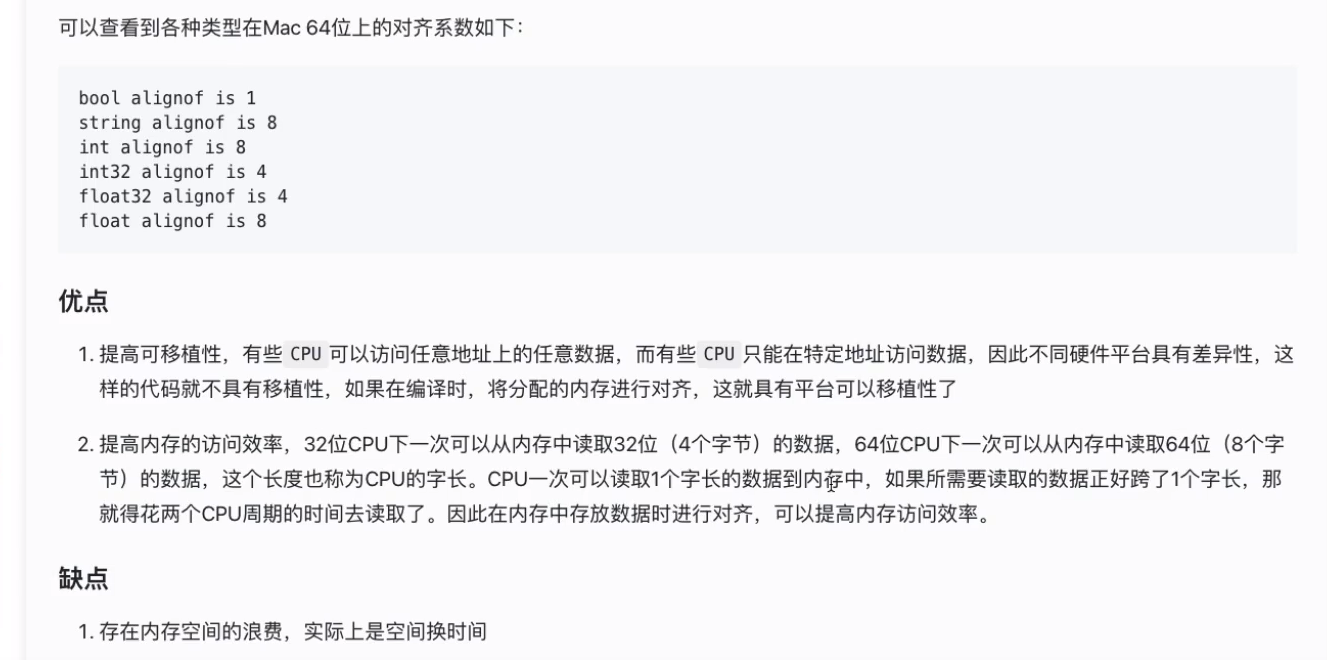 可以查看到各种类型在Mac 64位上的对齐系数如下：
bool alignof is 1
string alignof is 8
int alignof is 8
int32 alignof is 4
float32 alignof is 4
float alignof is 8
优点
1. 提高可移植性，有些 CPU 可以访问任意地址上的任意数据，而有些 CPU 只能在特定地址访问数据，因此不同硬件平台具有差异性，这
样的代码就不具有移植性，如果在编译时，将分配的内存进行对齐，这就具有平台可以移植性了
2. 提高内存的访问效率，32位CPU下一次可以从内存中读取32位（4个字节）的数据，64位CPU下一次可以从内存中读取64位（8个字
节）的数据，这个长度也称为CPU的字长。CPU一次可以读取1个字长的数据到内存中，如果所需要读取的数据正好跨了1个字长，那
就得花两个CPU周期的时间去读取了。因此在内存中存放数据时进行对齐，可以提高内存访问效率。
缺点
1. 存在内存空间的浪费，实际上是空间换时间